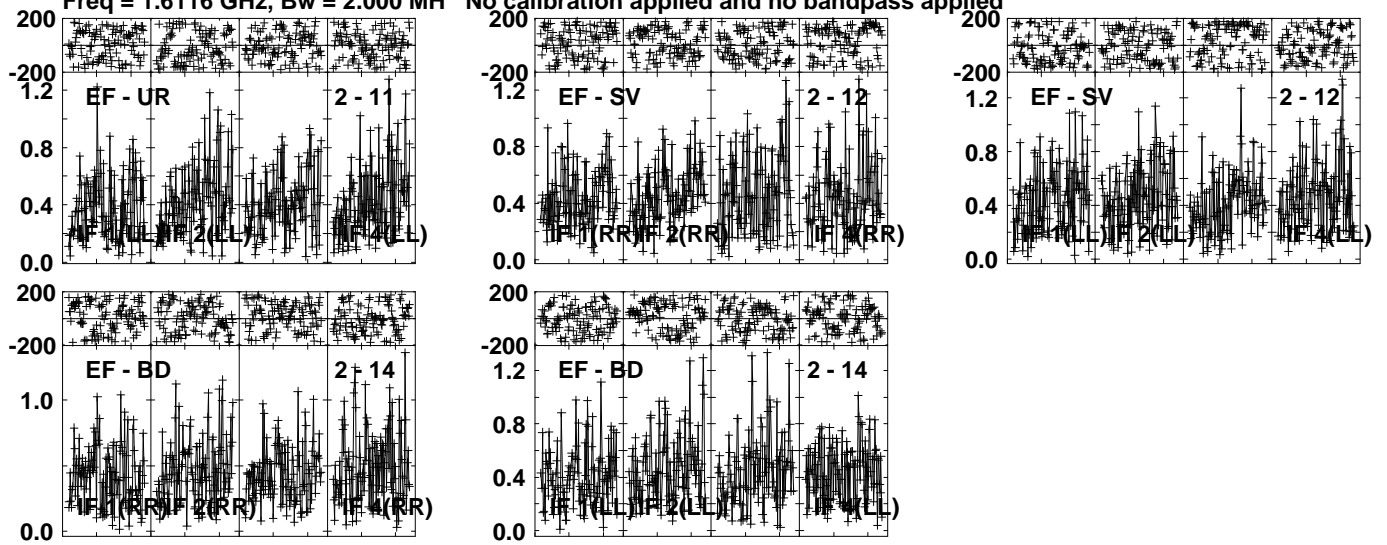 Freq = 1.6116 GHz, Bw = 2.000 MH No calibration applied and no bandpass applied
200
-200
1.2
0.8
0.4
0.0
EF - UR 2 - 11
IF 1(LL) IF 2(LL) IF 4(LL)
200
-200
1.2
0.8
0.4
0.0
EF - SV 2 - 12
IF 1(RR) IF 2(RR) IF 4(RR)
200
-200
1.2
0.8
0.4
0.0
EF - SV 2 - 12
IF 1(LL) IF 2(LL) IF 4(LL)
200
-200
1.0
0.0
EF - BD 2 - 14
IF 1(RR) IF 2(RR) IF 4(RR)
200
-200
1.2
0.8
0.4
0.0
EF - BD 2 - 14
IF 1(LL) IF 2(LL) IF 4(LL)